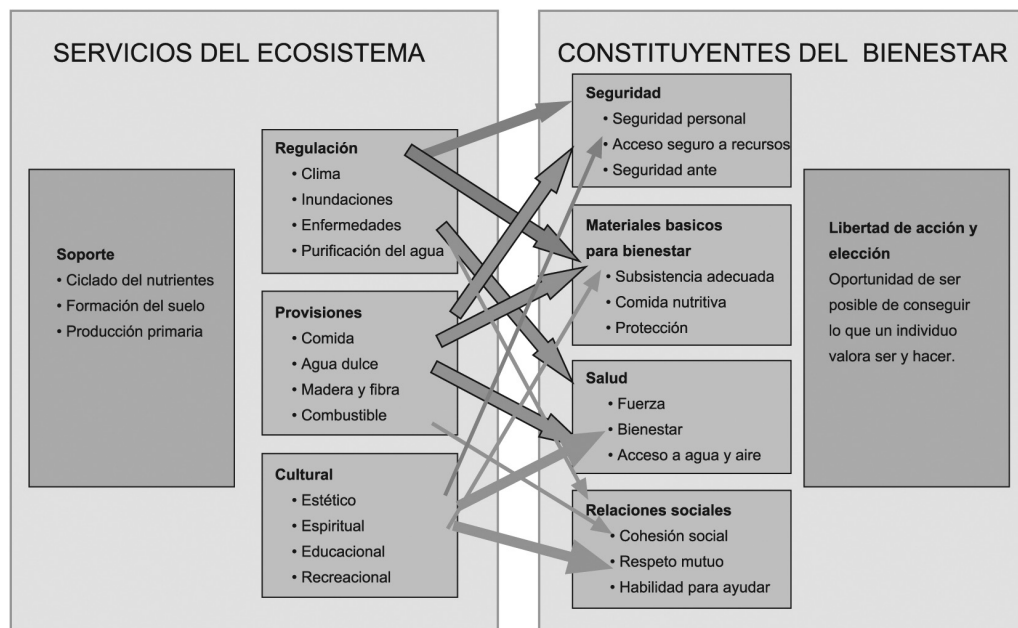 SERVICIOS DEL ECOSISTEMA
Soporte
• Ciclado del nutrientes
• Formación del suelo
• Producción primaria
Regulación
• Clima
• Inundaciones
• Enfermedades
• Purificación del agua
Provisiones
• Comida
• Agua dulce
• Madera y fibra
• Combustible
Cultural
• Estético
• Espiritual
• Educacional
• Recreacional
CONSTITUYENTES DEL BIENESTAR
Seguridad
• Seguridad personal
• Acceso seguro a recursos
• Seguridad ante
Materiales basicos
para bienestar
• Subsistencia adecuada
• Comida nutritiva
• Protección
Salud
• Fuerza
• Bienestar
• Acceso a agua y aire
Relaciones sociales
• Cohesión social
• Respeto mutuo
• Habilidad para ayudar
Libertad de acción y
elección
Oportunidad de ser
posible de conseguir
lo que un individuo
valora ser y hacer.